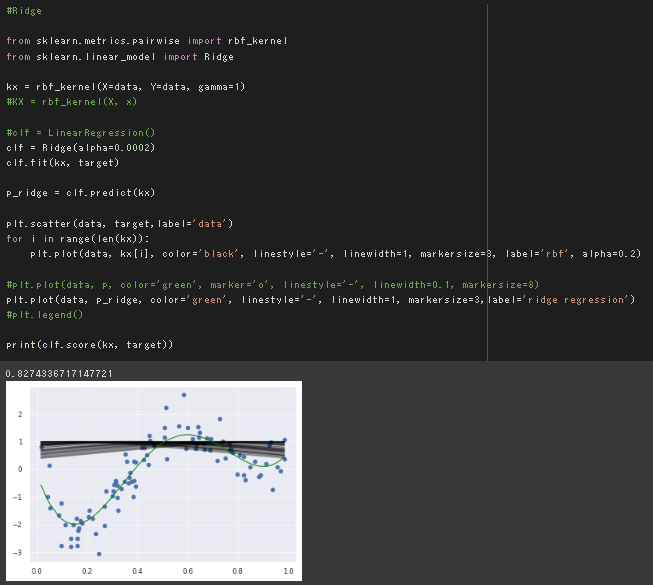 #Ridge
from sklearn.metrics.pairwise import rbf_kernel
from sklearn.linear_model import Ridge
kx = rbf_kernel(X=data, Y=data, gamma=1)
#KX = rbf_kernel(X, x)
#clf = LinearRegression()
clf = Ridge(alpha=0.0002)
clf.fit(kx, target)
p_ridge = clf.predict(kx)
plt.scatter(data, target,label='data')
for i in range(len(kx)):
    plt.plot(data, kx[i], color='black', linestyle='-', linewidth=1, markersize=3, label='rbf', alpha=0.2)
#plt.plot(data, p, color='green', marker='o', linestyle='-', linewidth=0.1, markersize=3)
plt.plot(data, p_ridge, color='green', linestyle='-', linewidth=1, markersize=3,label='ridge regression')
#plt.legend()
print(clf.score(kx, target))
0.8274336717147721
2
1
0
-1
-2
-3
0.0 0.2 0.4 0.6 0.8 1.0